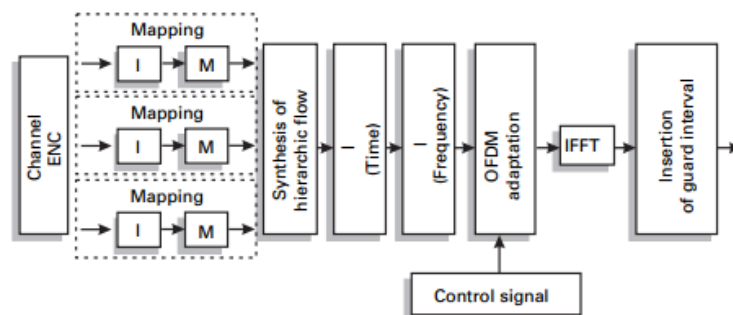 Channel
ENC
Mapping
I
M
Mapping
I
M
Mapping
I
M
Synthesis of
hierarchic flow
I
(Time)
I
(Frequency)
OFDM
adaptation
IFFT
Insertion
of guard interval
Control signal